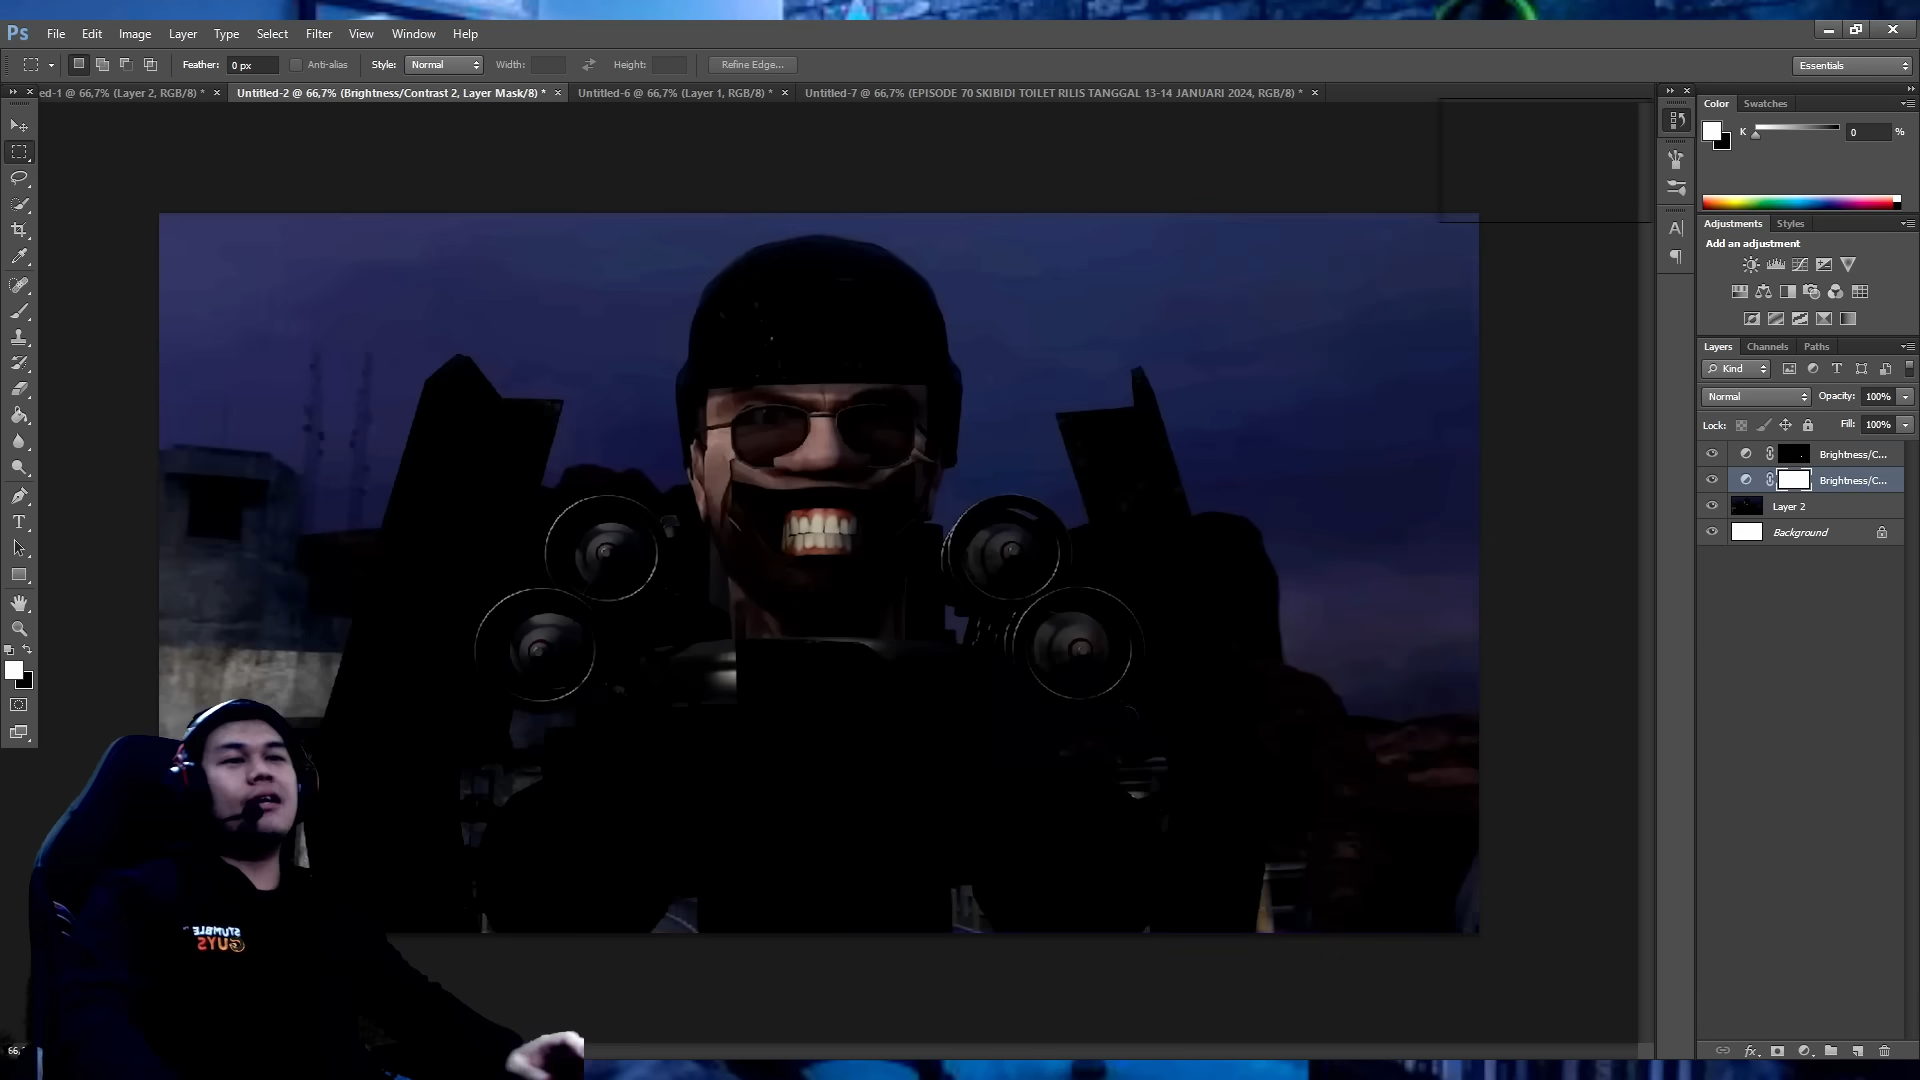 Ps File Edit Image Layer Type Select Filter View Window Help
Feather: 0 px Anti-alias Style: Normal Width: Height: Refine Edge... Essentials
ed-1 @ 66,7% (Layer 2, RGB/8) * × Untitled-2 @ 66,7% (Brightness/Contrast 2, Layer Mask/8) * × Untitled-6 @ 66,7% (Layer 1, RGB/8) * × Untitled-7 @ 66,7% (EPISODE 70 SKIBIDI TOILET RILIS TANGGAL 13-14 JANUARI 2024, RGB/8) * ×
Color Swatches
K 0 %
Adjustments Styles
Add an adjustment
Layers Channels Paths
Kind
Normal Opacity: 100%
Lock: Fill: 100%
Brightness/C...
Brightness/C...
Layer 2
Background
STUMBLE
GUYS
66,